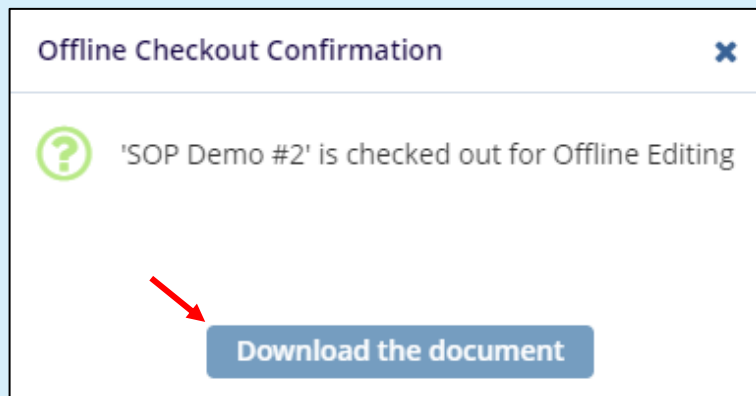 Offline Checkout Confirmation
'SOP Demo #2' is checked out for Offline Editing
Download the document